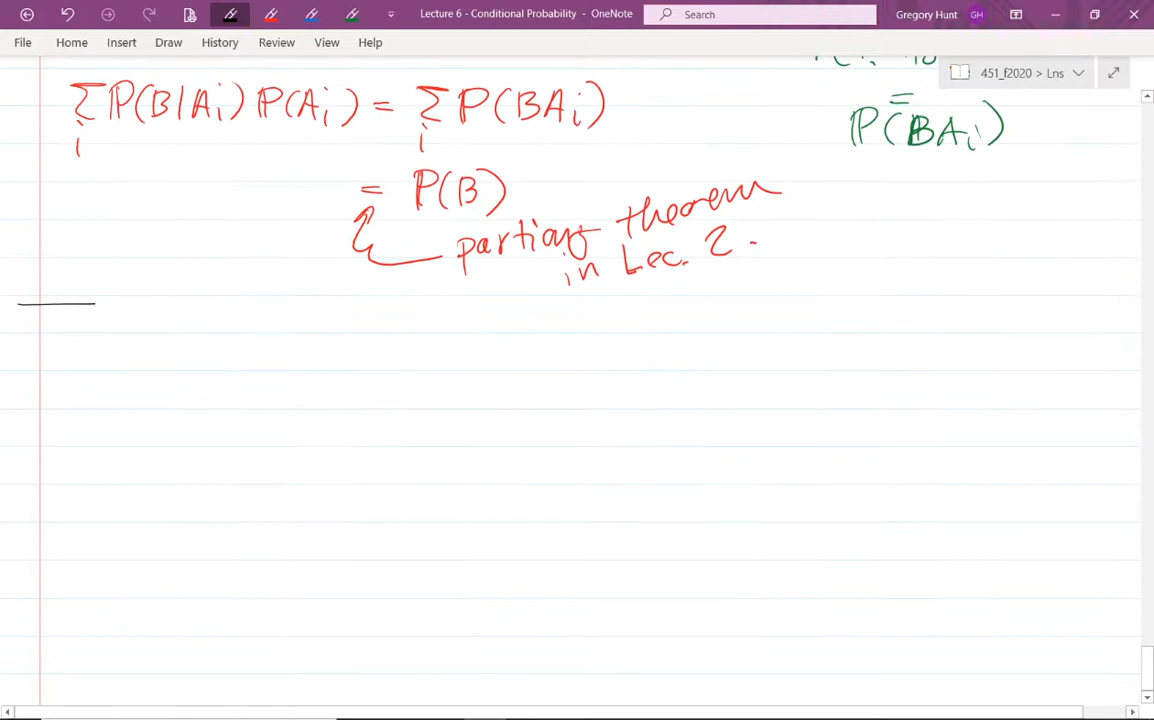 Lecture 6 - Conditional Probability - OneNote
Search
Gregory Hunt
GH
File Home Insert Draw History Review View Help
451_f2020 > Lns
∑ P(B|Aᵢ) P(Aᵢ) = ∑ P(BAᵢ)
i i
=
P(BAᵢ)
= P(B)
theorem
in Lec. 2.